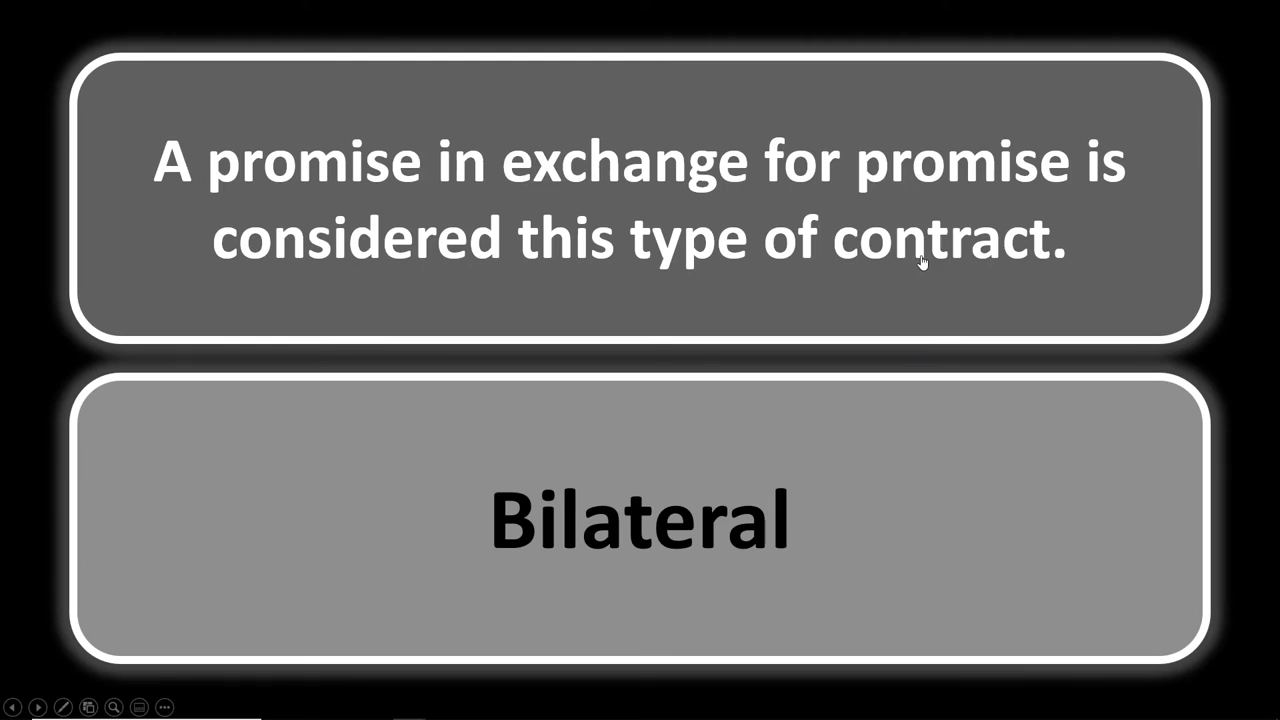 A promise in exchange for promise is
considered this type of contract.
Bilateral